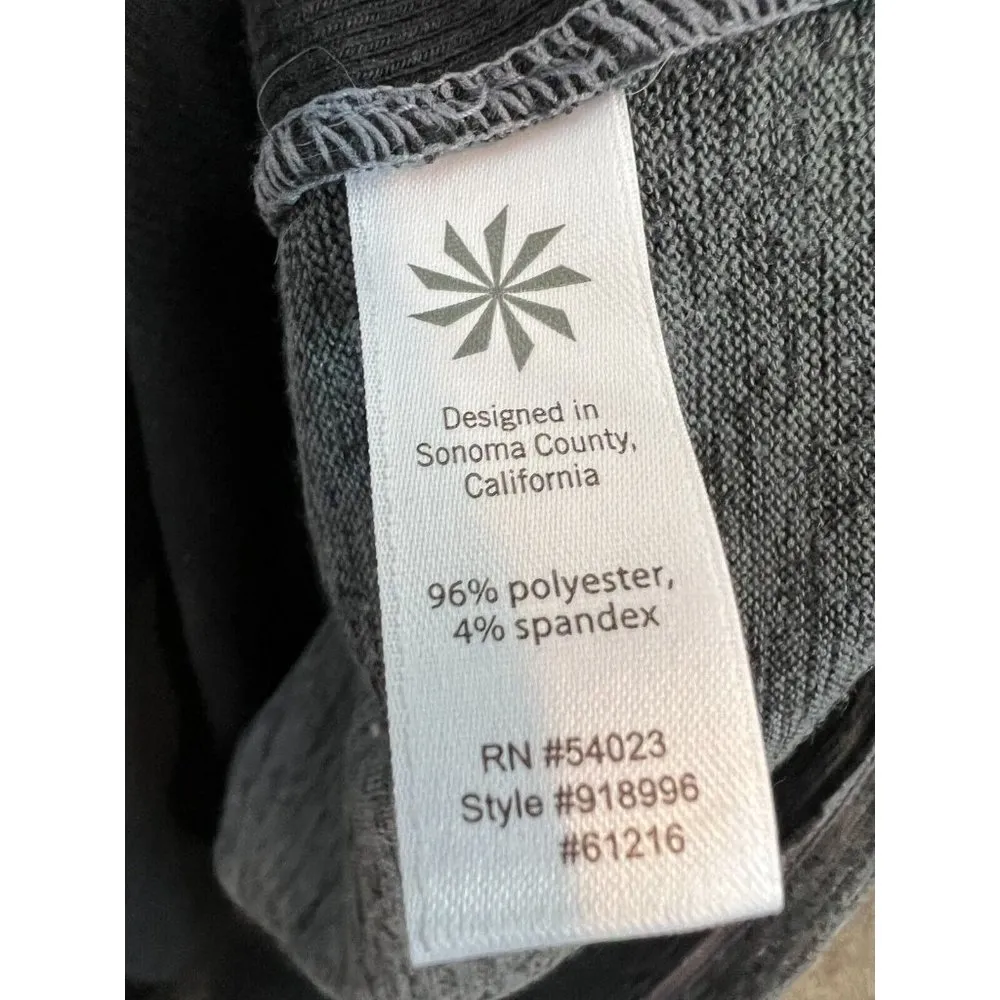 Designed in
Sonoma County,
California
96% polyester,
4% spandex
RN #54023
Style #918996
#61216